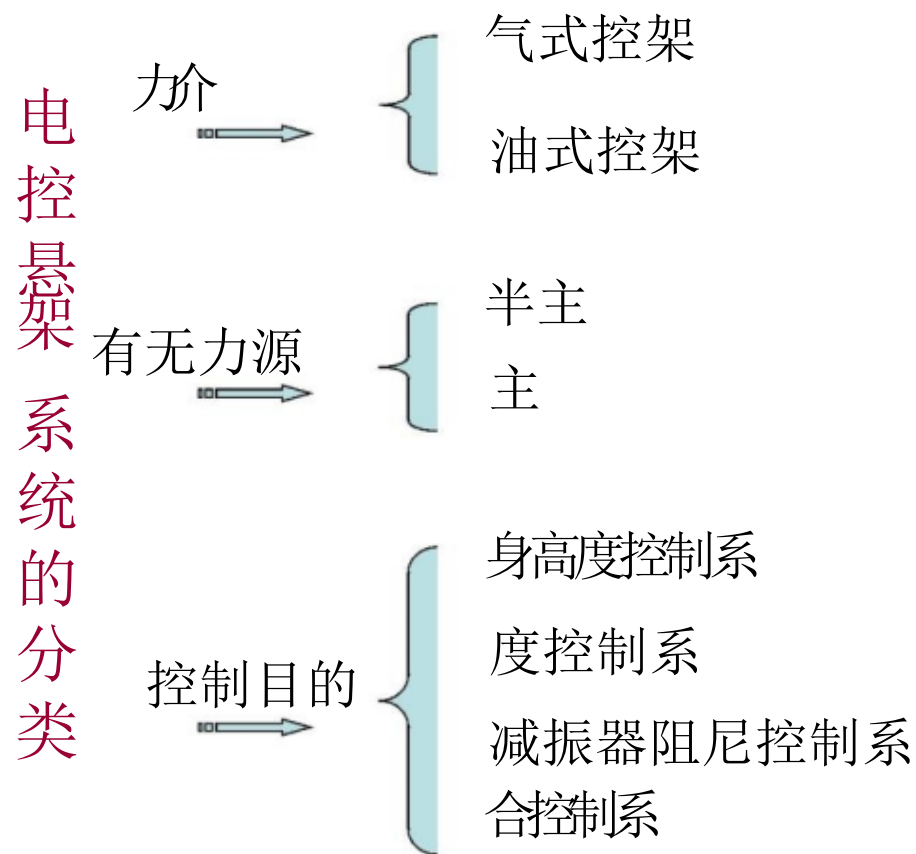 电控悬架 系统的分类
力介
气式控架
油式控架
有无力源
半主
主
控制目的
身高度控制系
度控制系
减振器阻尼控制系
合控制系